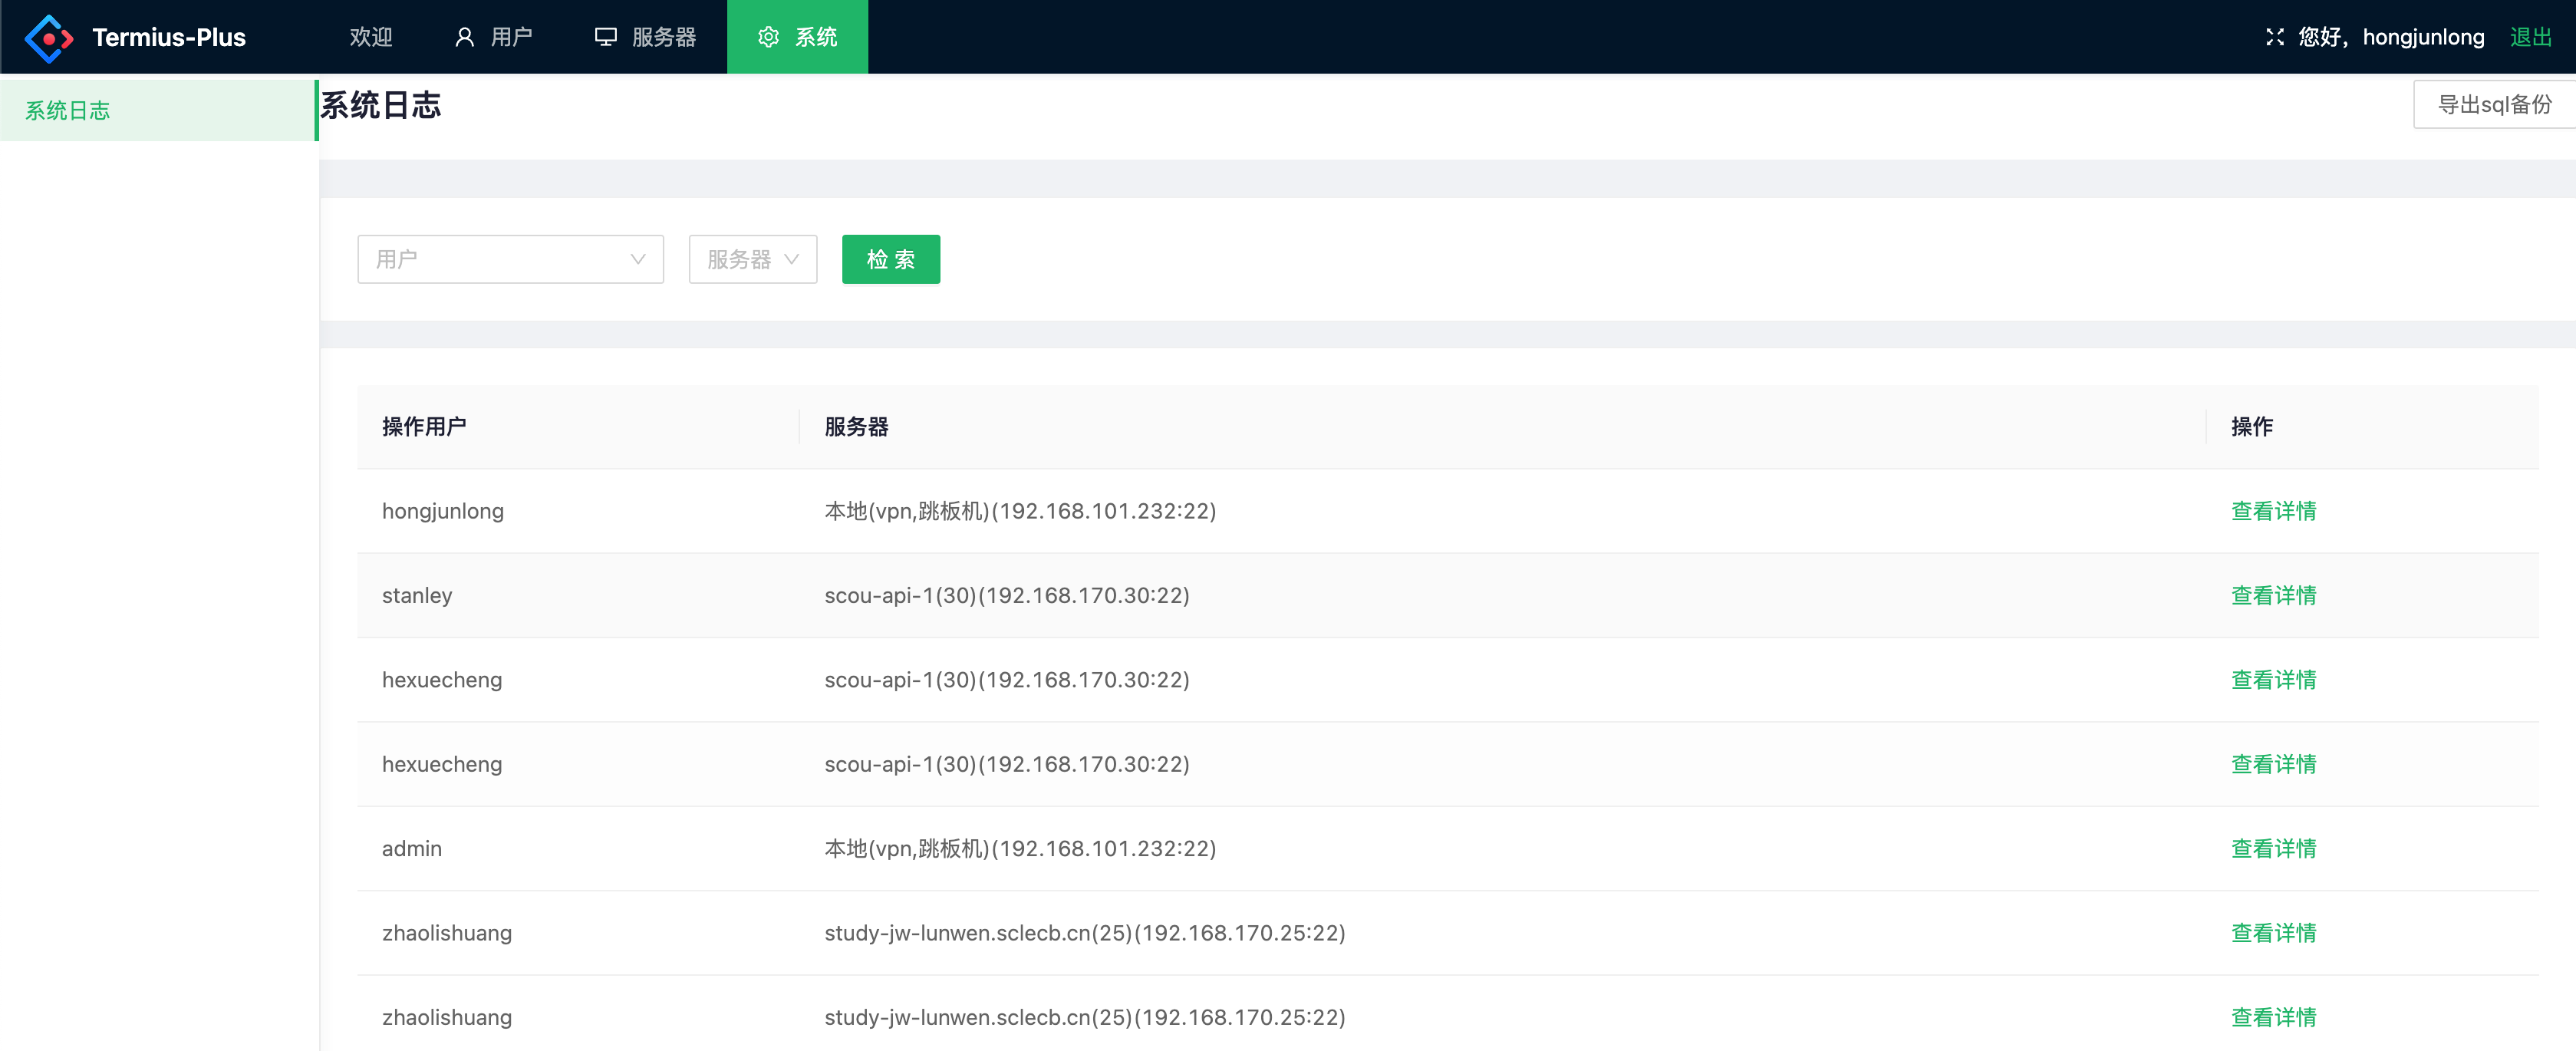 Termius-Plus 欢迎 用户 服务器 系统 您好，hongjunlong 退出
系统日志
系统日志 导出sql备份
用户 服务器 检 索
操作用户 服务器 操作
hongjunlong 本地(vpn,跳板机)(192.168.101.232:22) 查看详情
stanley scou-api-1(30)(192.168.170.30:22) 查看详情
hexuecheng scou-api-1(30)(192.168.170.30:22) 查看详情
hexuecheng scou-api-1(30)(192.168.170.30:22) 查看详情
admin 本地(vpn,跳板机)(192.168.101.232:22) 查看详情
zhaolishuang study-jw-lunwen.sclecb.cn(25)(192.168.170.25:22) 查看详情
zhaolishuang study-jw-lunwen.sclecb.cn(25)(192.168.170.25:22) 查看详情